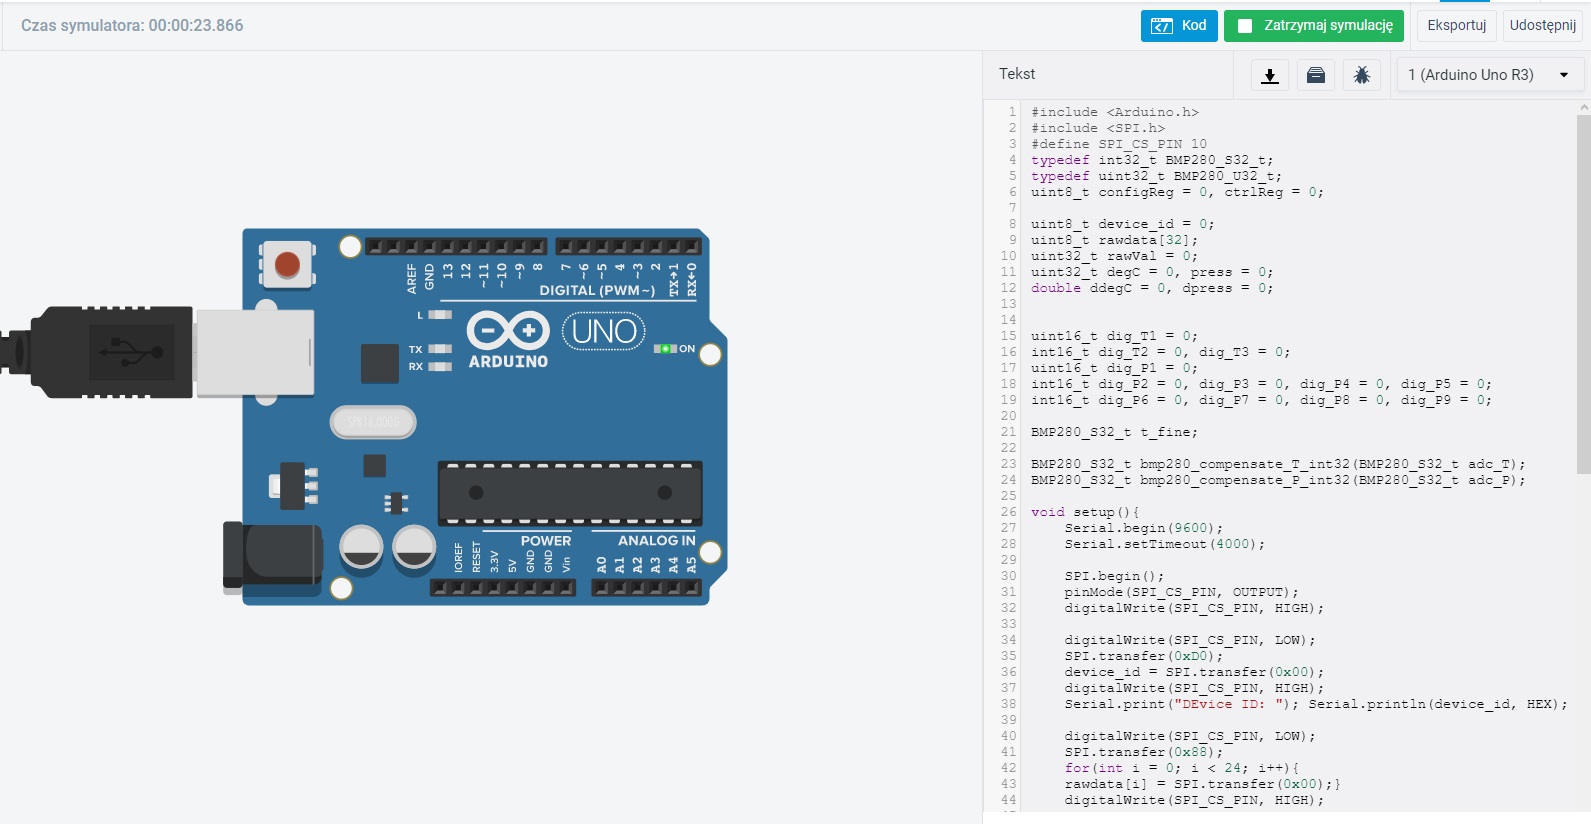 Czas symulatora: 00:00:23.866
Kod
Zatrzymaj symulację
Eksportuj
Udostępnij
Tekst
1 (Arduino Uno R3)
AREF
GND
13
12
~11
~10
~9
8
7
~6
~5
4
~3
2
TX→1
RX←0
DIGITAL (PWM ~)
L
TX
RX
UNO
ARDUINO
ON
IOREF
RESET
3.3V
5V
GND
GND
Vin
POWER
ANALOG IN
A0
A1
A2
A3
A4
A5
1 #include <Arduino.h>
2 #include <SPI.h>
3 #define SPI_CS_PIN 10
4 typedef int32_t BMP280_S32_t;
5 typedef uint32_t BMP280_U32_t;
6 uint8_t configReg = 0, ctrlReg = 0;
7
8 uint8_t device_id = 0;
9 uint8_t rawdata[32];
10 uint32_t rawVal = 0;
11 uint32_t degC = 0, press = 0;
12 double ddegC = 0, dpress = 0;
13
14
15 uint16_t dig_T1 = 0;
16 int16_t dig_T2 = 0, dig_T3 = 0;
17 uint16_t dig_P1 = 0;
18 int16_t dig_P2 = 0, dig_P3 = 0, dig_P4 = 0, dig_P5 = 0;
19 int16_t dig_P6 = 0, dig_P7 = 0, dig_P8 = 0, dig_P9 = 0;
20
21 BMP280_S32_t t_fine;
22
23 BMP280_S32_t bmp280_compensate_T_int32(BMP280_S32_t adc_T);
24 BMP280_S32_t bmp280_compensate_P_int32(BMP280_S32_t adc_P);
25
26 void setup(){
27 Serial.begin(9600);
28 Serial.setTimeout(4000);
29
30 SPI.begin();
31 pinMode(SPI_CS_PIN, OUTPUT);
32 digitalWrite(SPI_CS_PIN, HIGH);
33
34 digitalWrite(SPI_CS_PIN, LOW);
35 SPI.transfer(0xD0);
36 device_id = SPI.transfer(0x00);
37 digitalWrite(SPI_CS_PIN, HIGH);
38 Serial.print("DEvice ID: "); Serial.println(device_id, HEX);
39
40 digitalWrite(SPI_CS_PIN, LOW);
41 SPI.transfer(0x88);
42 for(int i = 0; i < 24; i++){
43 rawdata[i] = SPI.transfer(0x00);}
44 digitalWrite(SPI_CS_PIN, HIGH);